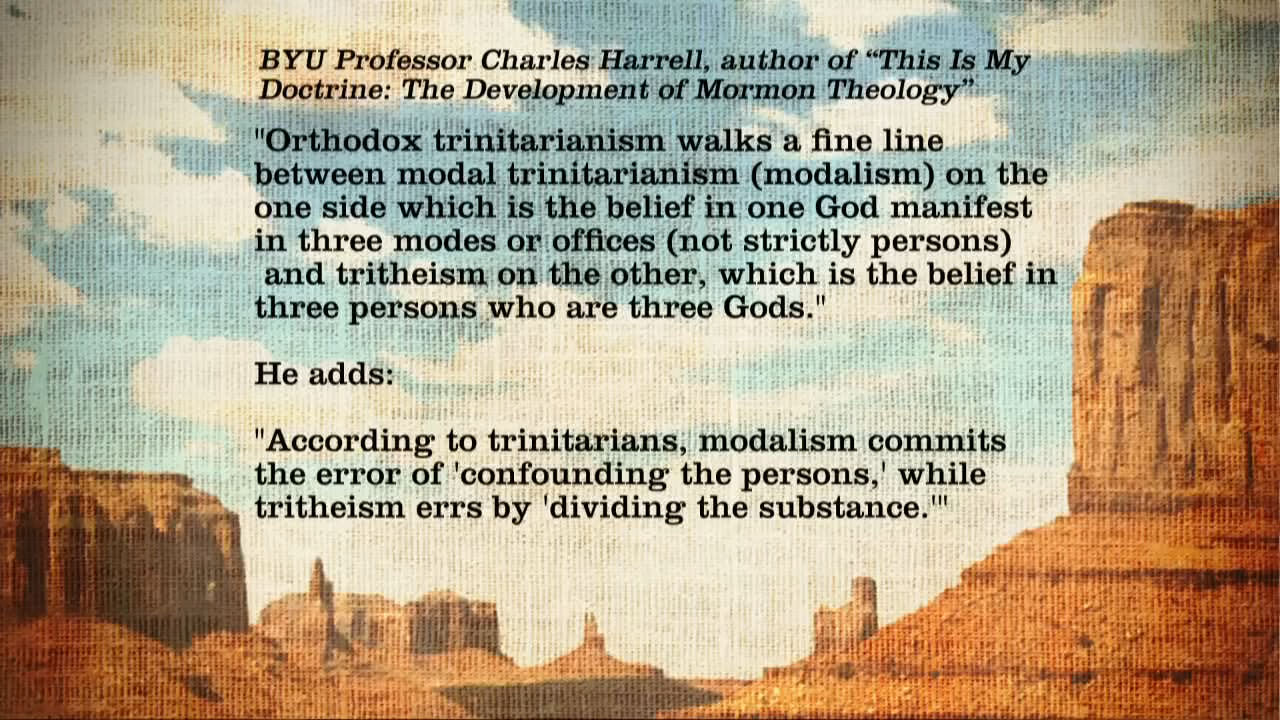 BYU Professor Charles Harrell, author of “This Is My
Doctrine: The Development of Mormon Theology”
"Orthodox trinitarianism walks a fine line
between modal trinitarianism (modalism) on the
one side which is the belief in one God manifest
in three modes or offices (not strictly persons)
and tritheism on the other, which is the belief in
three persons who are three Gods."
He adds:
"According to trinitarians, modalism commits
the error of 'confounding the persons,' while
tritheism errs by 'dividing the substance.'"